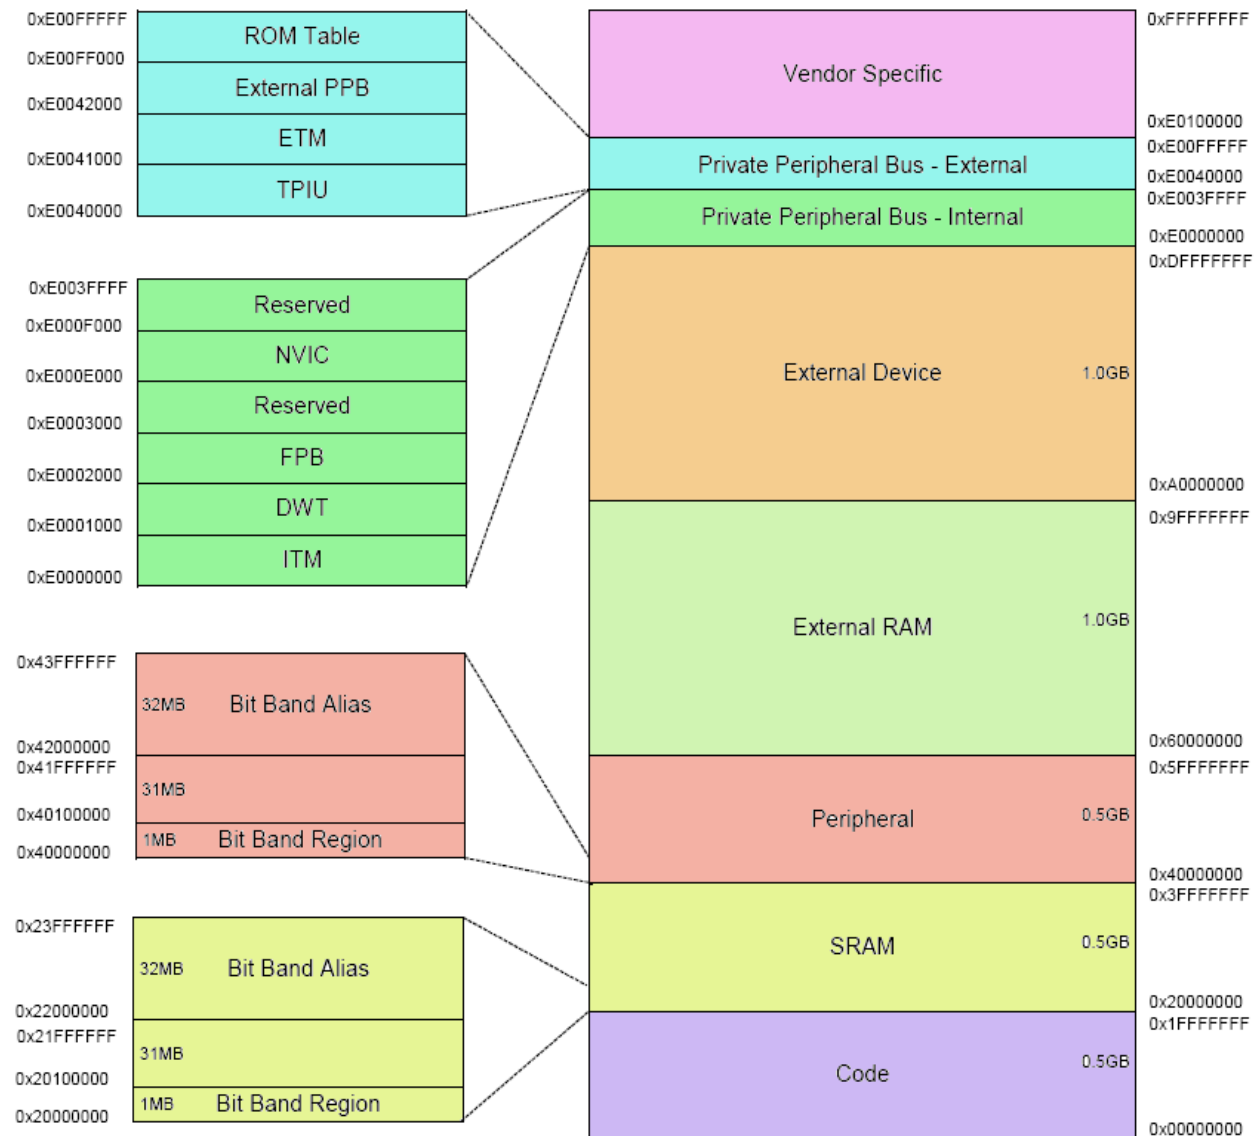 0xE00FFFFF
ROM Table
0xE00FF000
External PPB
0xE0042000
ETM
0xE0041000
TPIU
0xE0040000
0xE003FFFF
Reserved
0xE000F000
NVIC
0xE000E000
Reserved
0xE0003000
FPB
0xE0002000
DWT
0xE0001000
ITM
0xE0000000
0x43FFFFFF
32MB Bit Band Alias
0x42000000
0x41FFFFFF
31MB
0x40100000
1MB Bit Band Region
0x40000000
0x23FFFFFF
32MB Bit Band Alias
0x22000000
0x21FFFFFF
31MB
0x20100000
1MB Bit Band Region
0x20000000
0xFFFFFFFF
Vendor Specific
0xE0100000
0xE00FFFFF
Private Peripheral Bus - External
0xE0040000
0xE003FFFF
Private Peripheral Bus - Internal
0xE0000000
0xDFFFFFFF
External Device 1.0GB
0xA0000000
0x9FFFFFFF
External RAM 1.0GB
0x60000000
0x5FFFFFFF
Peripheral 0.5GB
0x40000000
0x3FFFFFFF
SRAM 0.5GB
0x20000000
0x1FFFFFFF
Code 0.5GB
0x00000000